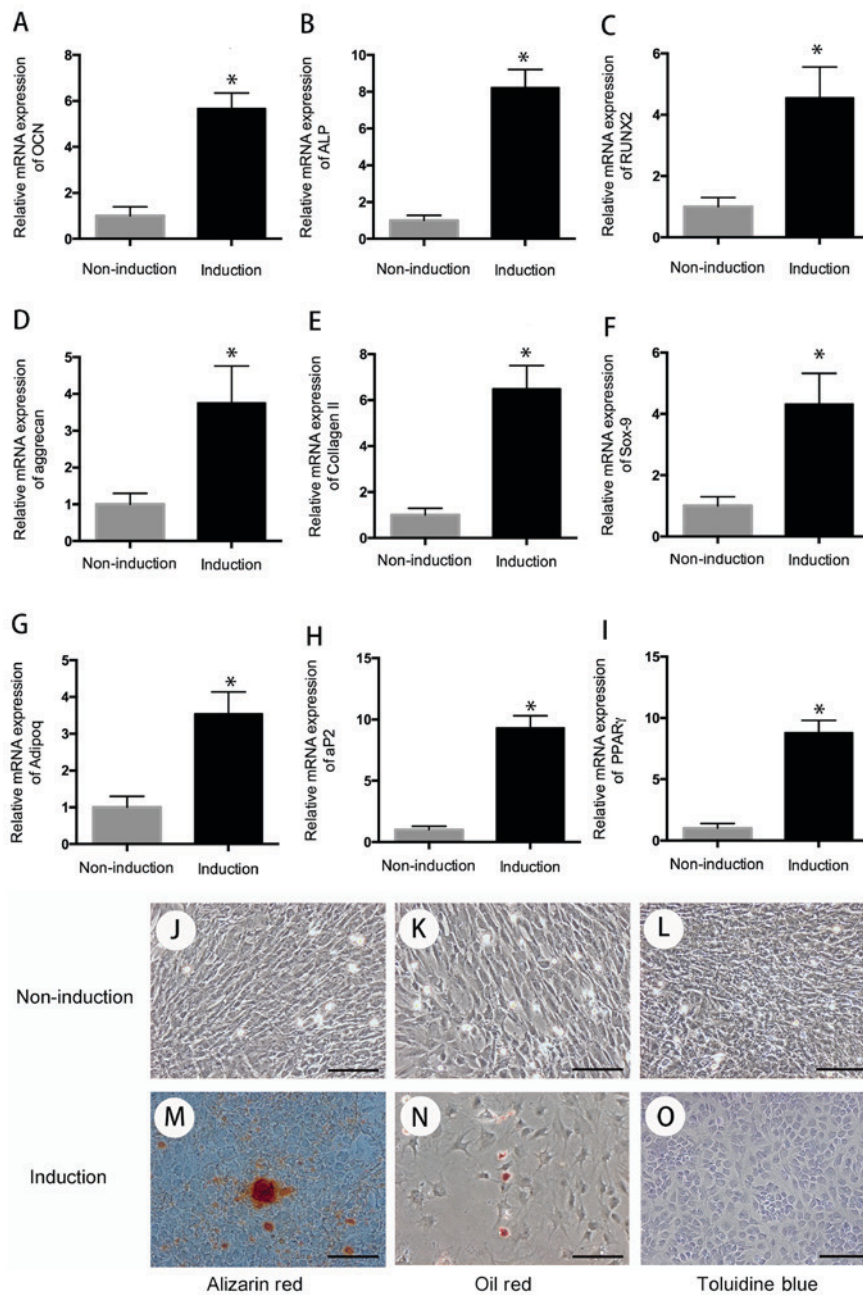 A
Relative mRNA expression
of OCN
8
6
4
2
0
*
Non-induction
Induction
B
Relative mRNA expression
of ALP
10
8
6
4
2
0
*
Non-induction
Induction
C
Relative mRNA expression
of RUNX2
6
4
2
0
*
Non-induction
Induction
D
Relative mRNA expression
of aggrecan
5
4
3
2
1
0
*
Non-induction
Induction
E
Relative mRNA expression
of Collagen II
8
6
4
2
0
*
Non-induction
Induction
F
Relative mRNA expression
of Sox-9
6
4
2
0
*
Non-induction
Induction
G
Relative mRNA expression
of Adipoq
5
4
3
2
1
0
*
Non-induction
Induction
H
Relative mRNA expression
of aP2
15
10
5
0
*
Non-induction
Induction
I
Relative mRNA expression
of PPARγ
15
10
5
0
*
Non-induction
Induction
Non-induction
J
K
L
Induction
M
N
O
Alizarin red
Oil red
Toluidine blue